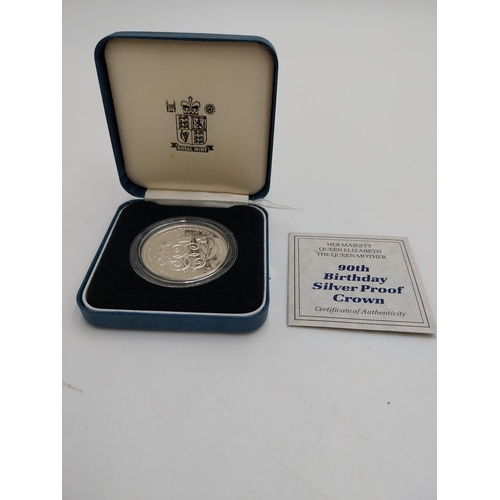 ROYAL MINT
HER MAJESTY
QUEEN ELIZABETH
THE QUEEN MOTHER
90th
Birthday
Silver Proof
Crown
Certificate of Authenticity